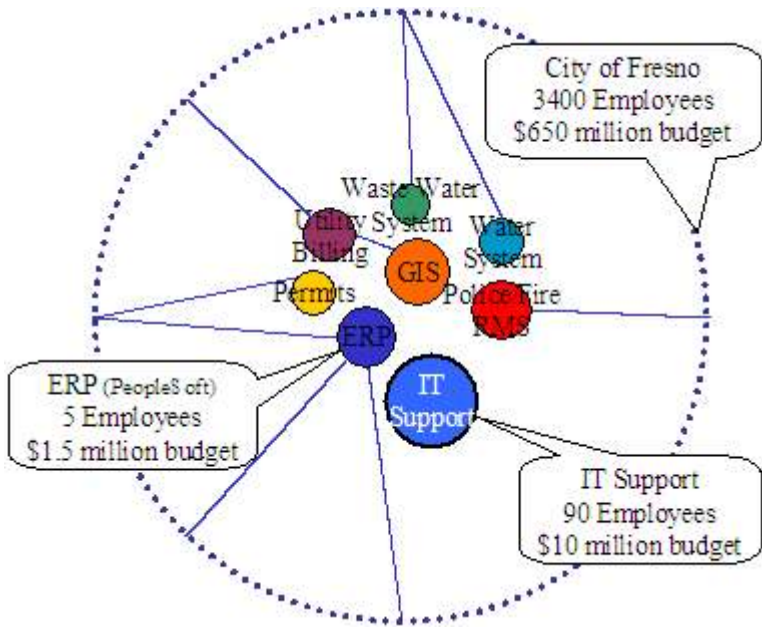 City of Fresno
3400 Employees
$650 million budget
Waste Water
System
Utility
Billing
Water
System
GIS
Permits
Police Fire
RMS
ERP
ERP (PeopleSoft)
5 Employees
$1.5 million budget
IT
Support
IT Support
90 Employees
$10 million budget